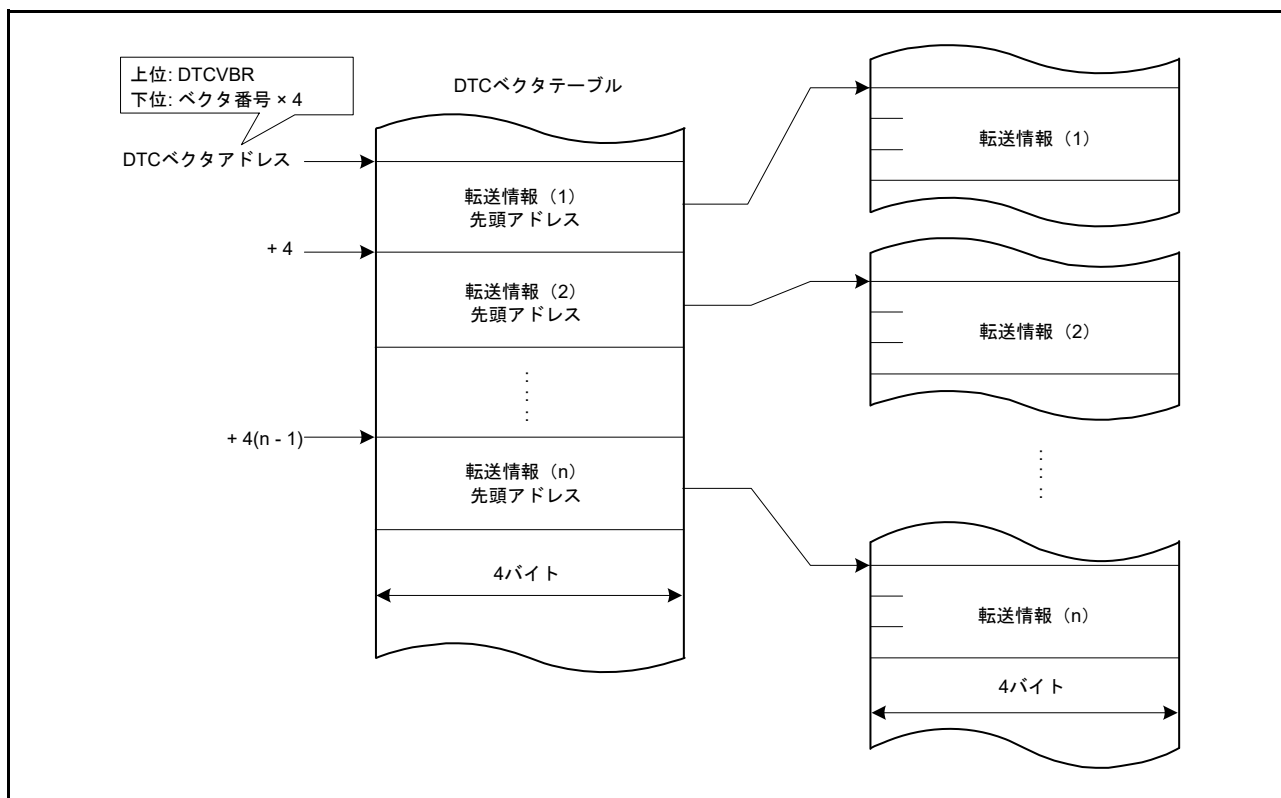 上位: DTCVBR
下位: ベクタ番号 × 4
DTCベクタアドレス
DTCベクタテーブル
転送情報（1）
先頭アドレス
+ 4
転送情報（2）
先頭アドレス
+ 4(n - 1)
転送情報（n）
先頭アドレス
4バイト
転送情報（1）
転送情報（2）
転送情報（n）
4バイト